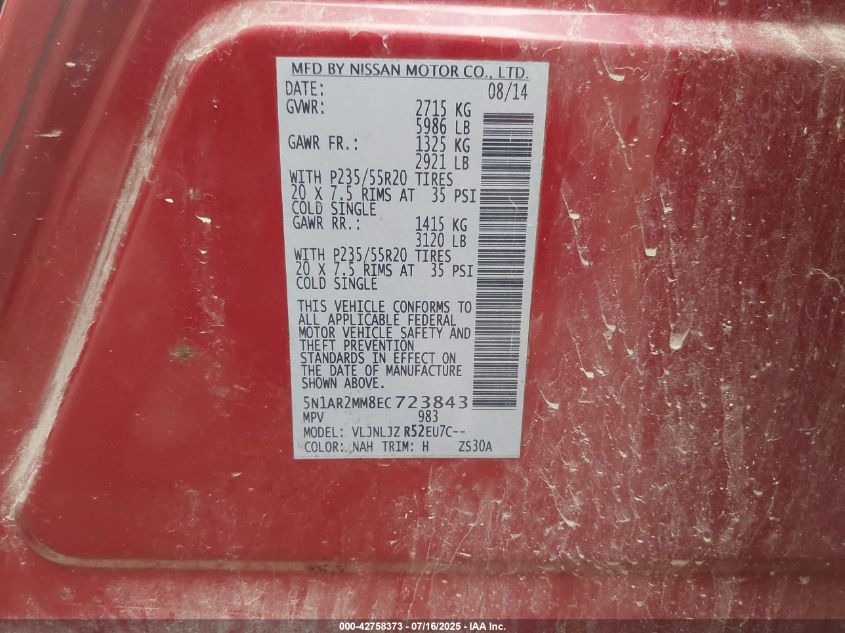 MFD BY NISSAN MOTOR CO., LTD.
DATE: 08/14
GVWR: 2715 KG
5986 LB
GAWR FR.: 1325 KG
2921 LB
WITH P235/55R20 TIRES
20 X 7.5 RIMS AT 35 PSI
COLD SINGLE
GAWR RR.: 1415 KG
3120 LB
WITH P235/55R20 TIRES
20 X 7.5 RIMS AT 35 PSI
COLD SINGLE
THIS VEHICLE CONFORMS TO
ALL APPLICABLE FEDERAL
MOTOR VEHICLE SAFETY AND
THEFT PREVENTION
STANDARDS IN EFFECT ON
THE DATE OF MANUFACTURE
SHOWN ABOVE.
5N1AR2MM8EC723843
MPV 983
MODEL: VLJNLJZ R52EU7C--
COLOR: NAH TRIM: H ZS30A
000-42758373 - 07/16/2025 - IAA Inc.